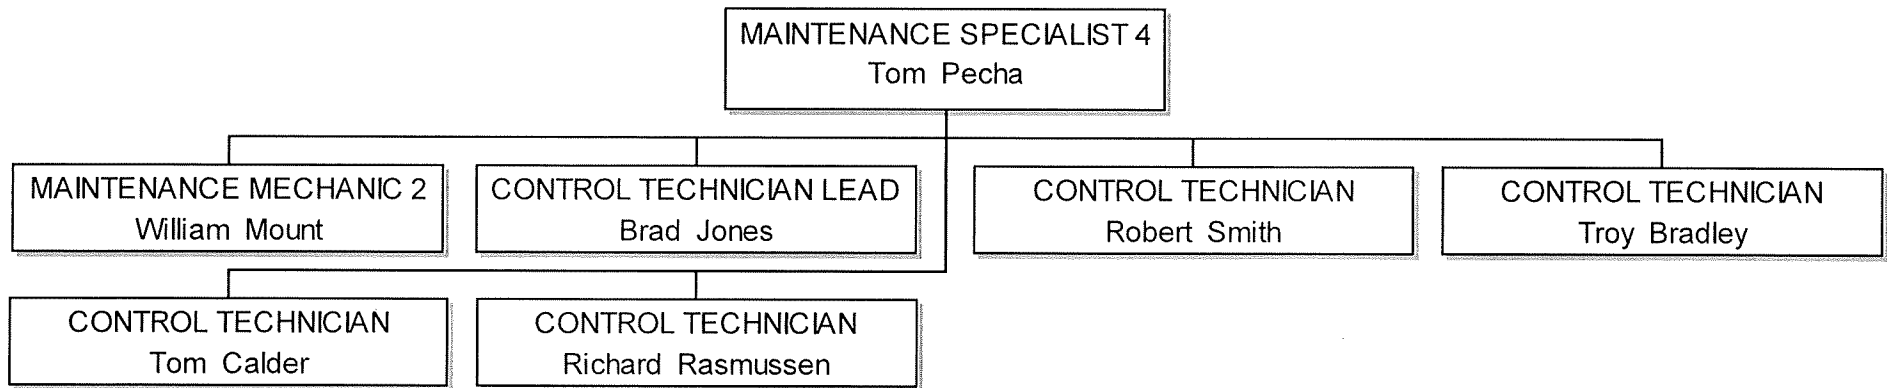 MAINTENANCE SPECIALIST 4
Tom Pecha
MAINTENANCE MECHANIC 2
William Mount
CONTROL TECHNICIAN LEAD
Brad Jones
CONTROL TECHNICIAN
Robert Smith
CONTROL TECHNICIAN
Troy Bradley
CONTROL TECHNICIAN
Tom Calder
CONTROL TECHNICIAN
Richard Rasmussen